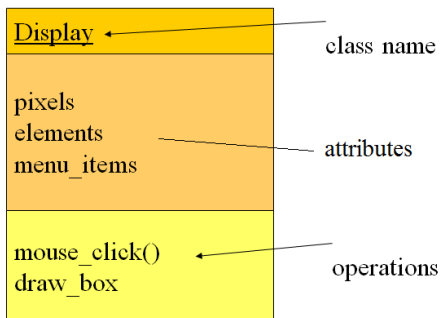 Display
class name
pixels
elements
menu_items
attributes
mouse_click()
draw_box
operations